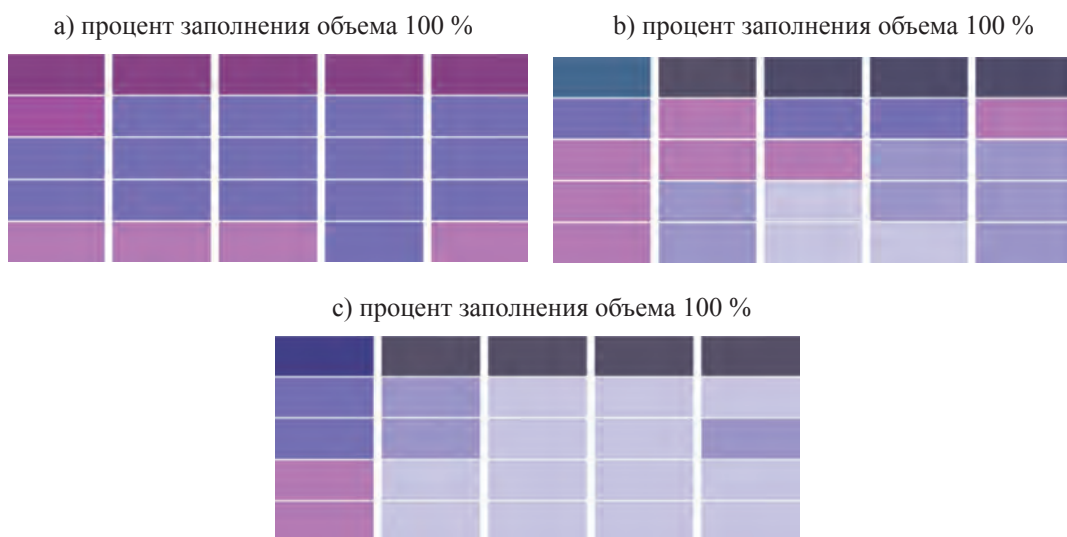 a) процент заполнения объема 100 %
b) процент заполнения объема 100 %
c) процент заполнения объема 100 %